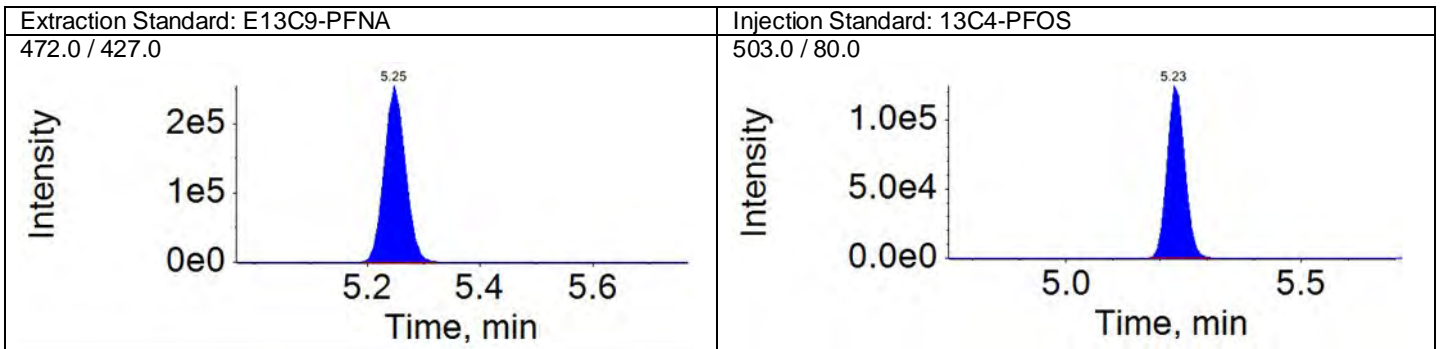 Extraction Standard: E13C9-PFNA
472.0 / 427.0
5.25
Intensity
2e5
1e5
0e0
5.2 5.4 5.6
Time, min
Injection Standard: 13C4-PFOS
503.0 / 80.0
5.23
Intensity
1.0e5
5.0e4
0.0e0
5.0 5.5
Time, min